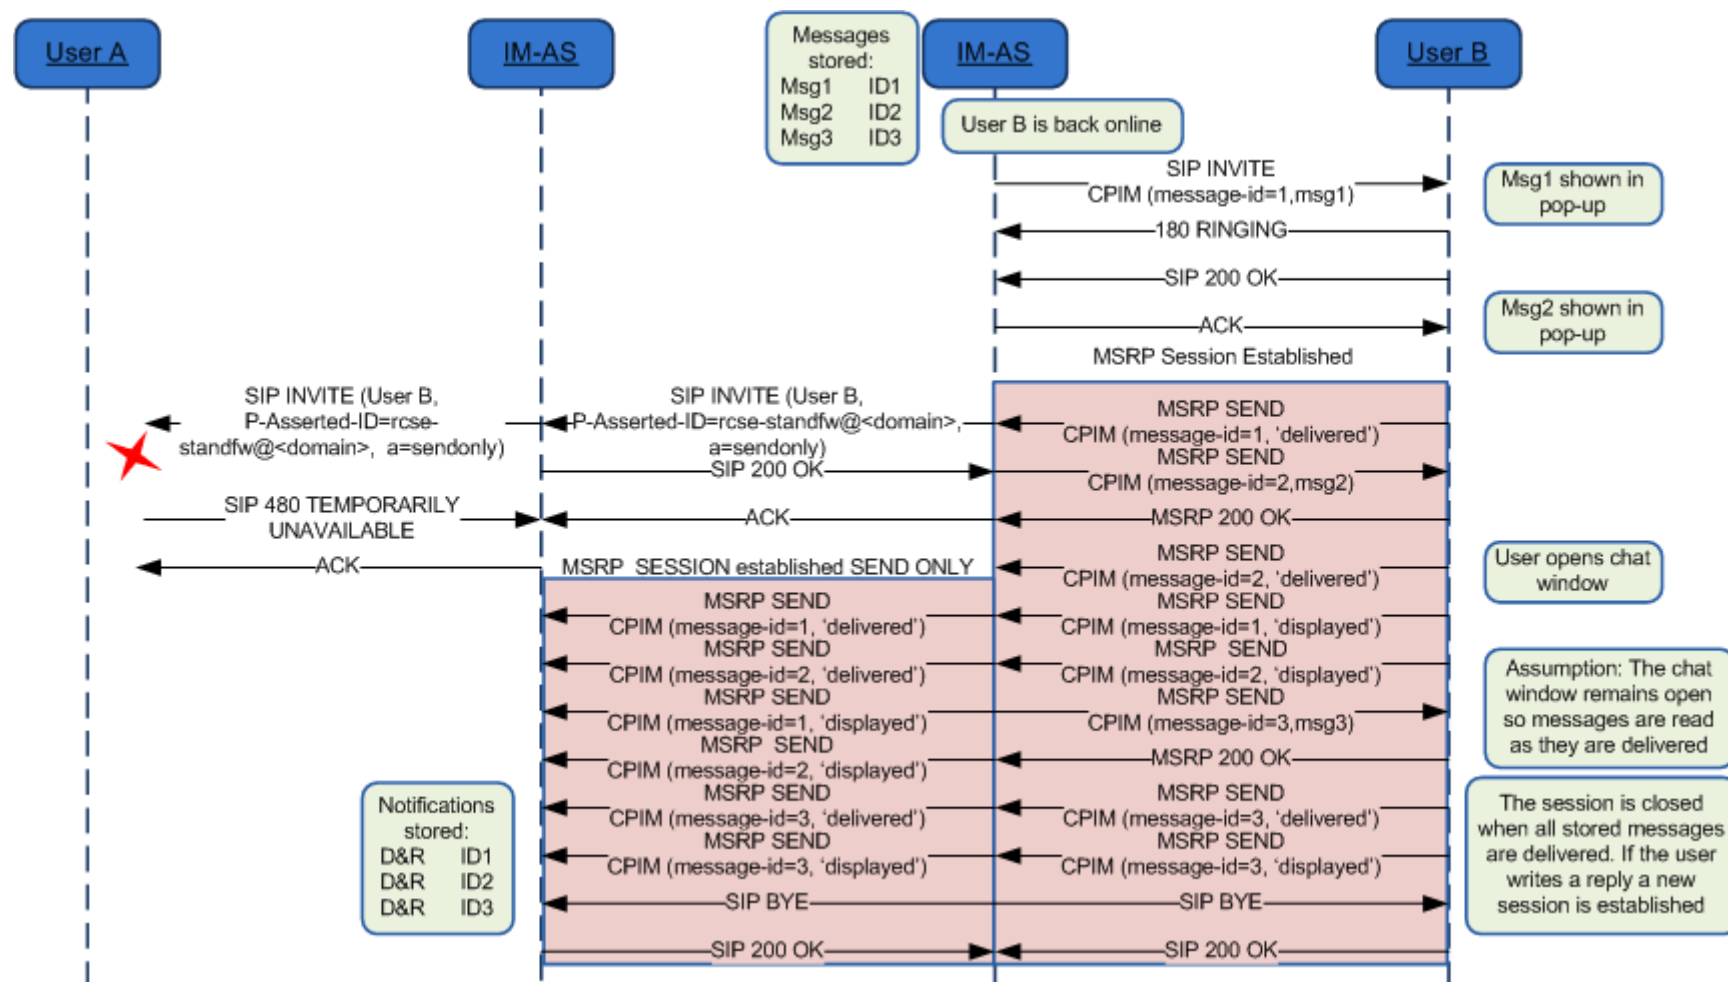 User A
IM-AS
Messages
stored:
Msg1 ID1
Msg2 ID2
Msg3 ID3
IM-AS
User B
User B is back online
SIP INVITE
CPIM (message-id=1,msg1)
Msg1 shown in
pop-up
180 RINGING
SIP 200 OK
Msg2 shown in
pop-up
ACK
MSRP Session Established
SIP INVITE (User B,
P-Asserted-ID=rcse-
standfw@<domain>, a=sendonly)
SIP INVITE (User B,
P-Asserted-ID=rcse-standfw@<domain>,
a=sendonly)
MSRP SEND
CPIM (message-id=1, ‘delivered’)
SIP 200 OK
MSRP SEND
CPIM (message-id=2,msg2)
SIP 480 TEMPORARILY
UNAVAILABLE
ACK
MSRP 200 OK
ACK
MSRP SESSION established SEND ONLY
MSRP SEND
CPIM (message-id=2, ‘delivered’)
User opens chat
window
MSRP SEND
CPIM (message-id=1, ‘delivered’)
MSRP SEND
CPIM (message-id=1, ‘displayed’)
MSRP SEND
CPIM (message-id=2, ‘delivered’)
MSRP SEND
CPIM (message-id=2, ‘displayed’)
Assumption: The chat
window remains open
so messages are read
as they are delivered
MSRP SEND
CPIM (message-id=1, ‘displayed’)
MSRP SEND
CPIM (message-id=3,msg3)
MSRP SEND
CPIM (message-id=2, ‘displayed’)
MSRP 200 OK
Notifications
stored:
D&R ID1
D&R ID2
D&R ID3
MSRP SEND
CPIM (message-id=3, ‘delivered’)
MSRP SEND
CPIM (message-id=3, ‘delivered’)
The session is closed
when all stored messages
are delivered. If the user
writes a reply a new
session is established
MSRP SEND
CPIM (message-id=3, ‘displayed’)
MSRP SEND
CPIM (message-id=3, ‘displayed’)
SIP BYE
SIP BYE
SIP 200 OK
SIP 200 OK